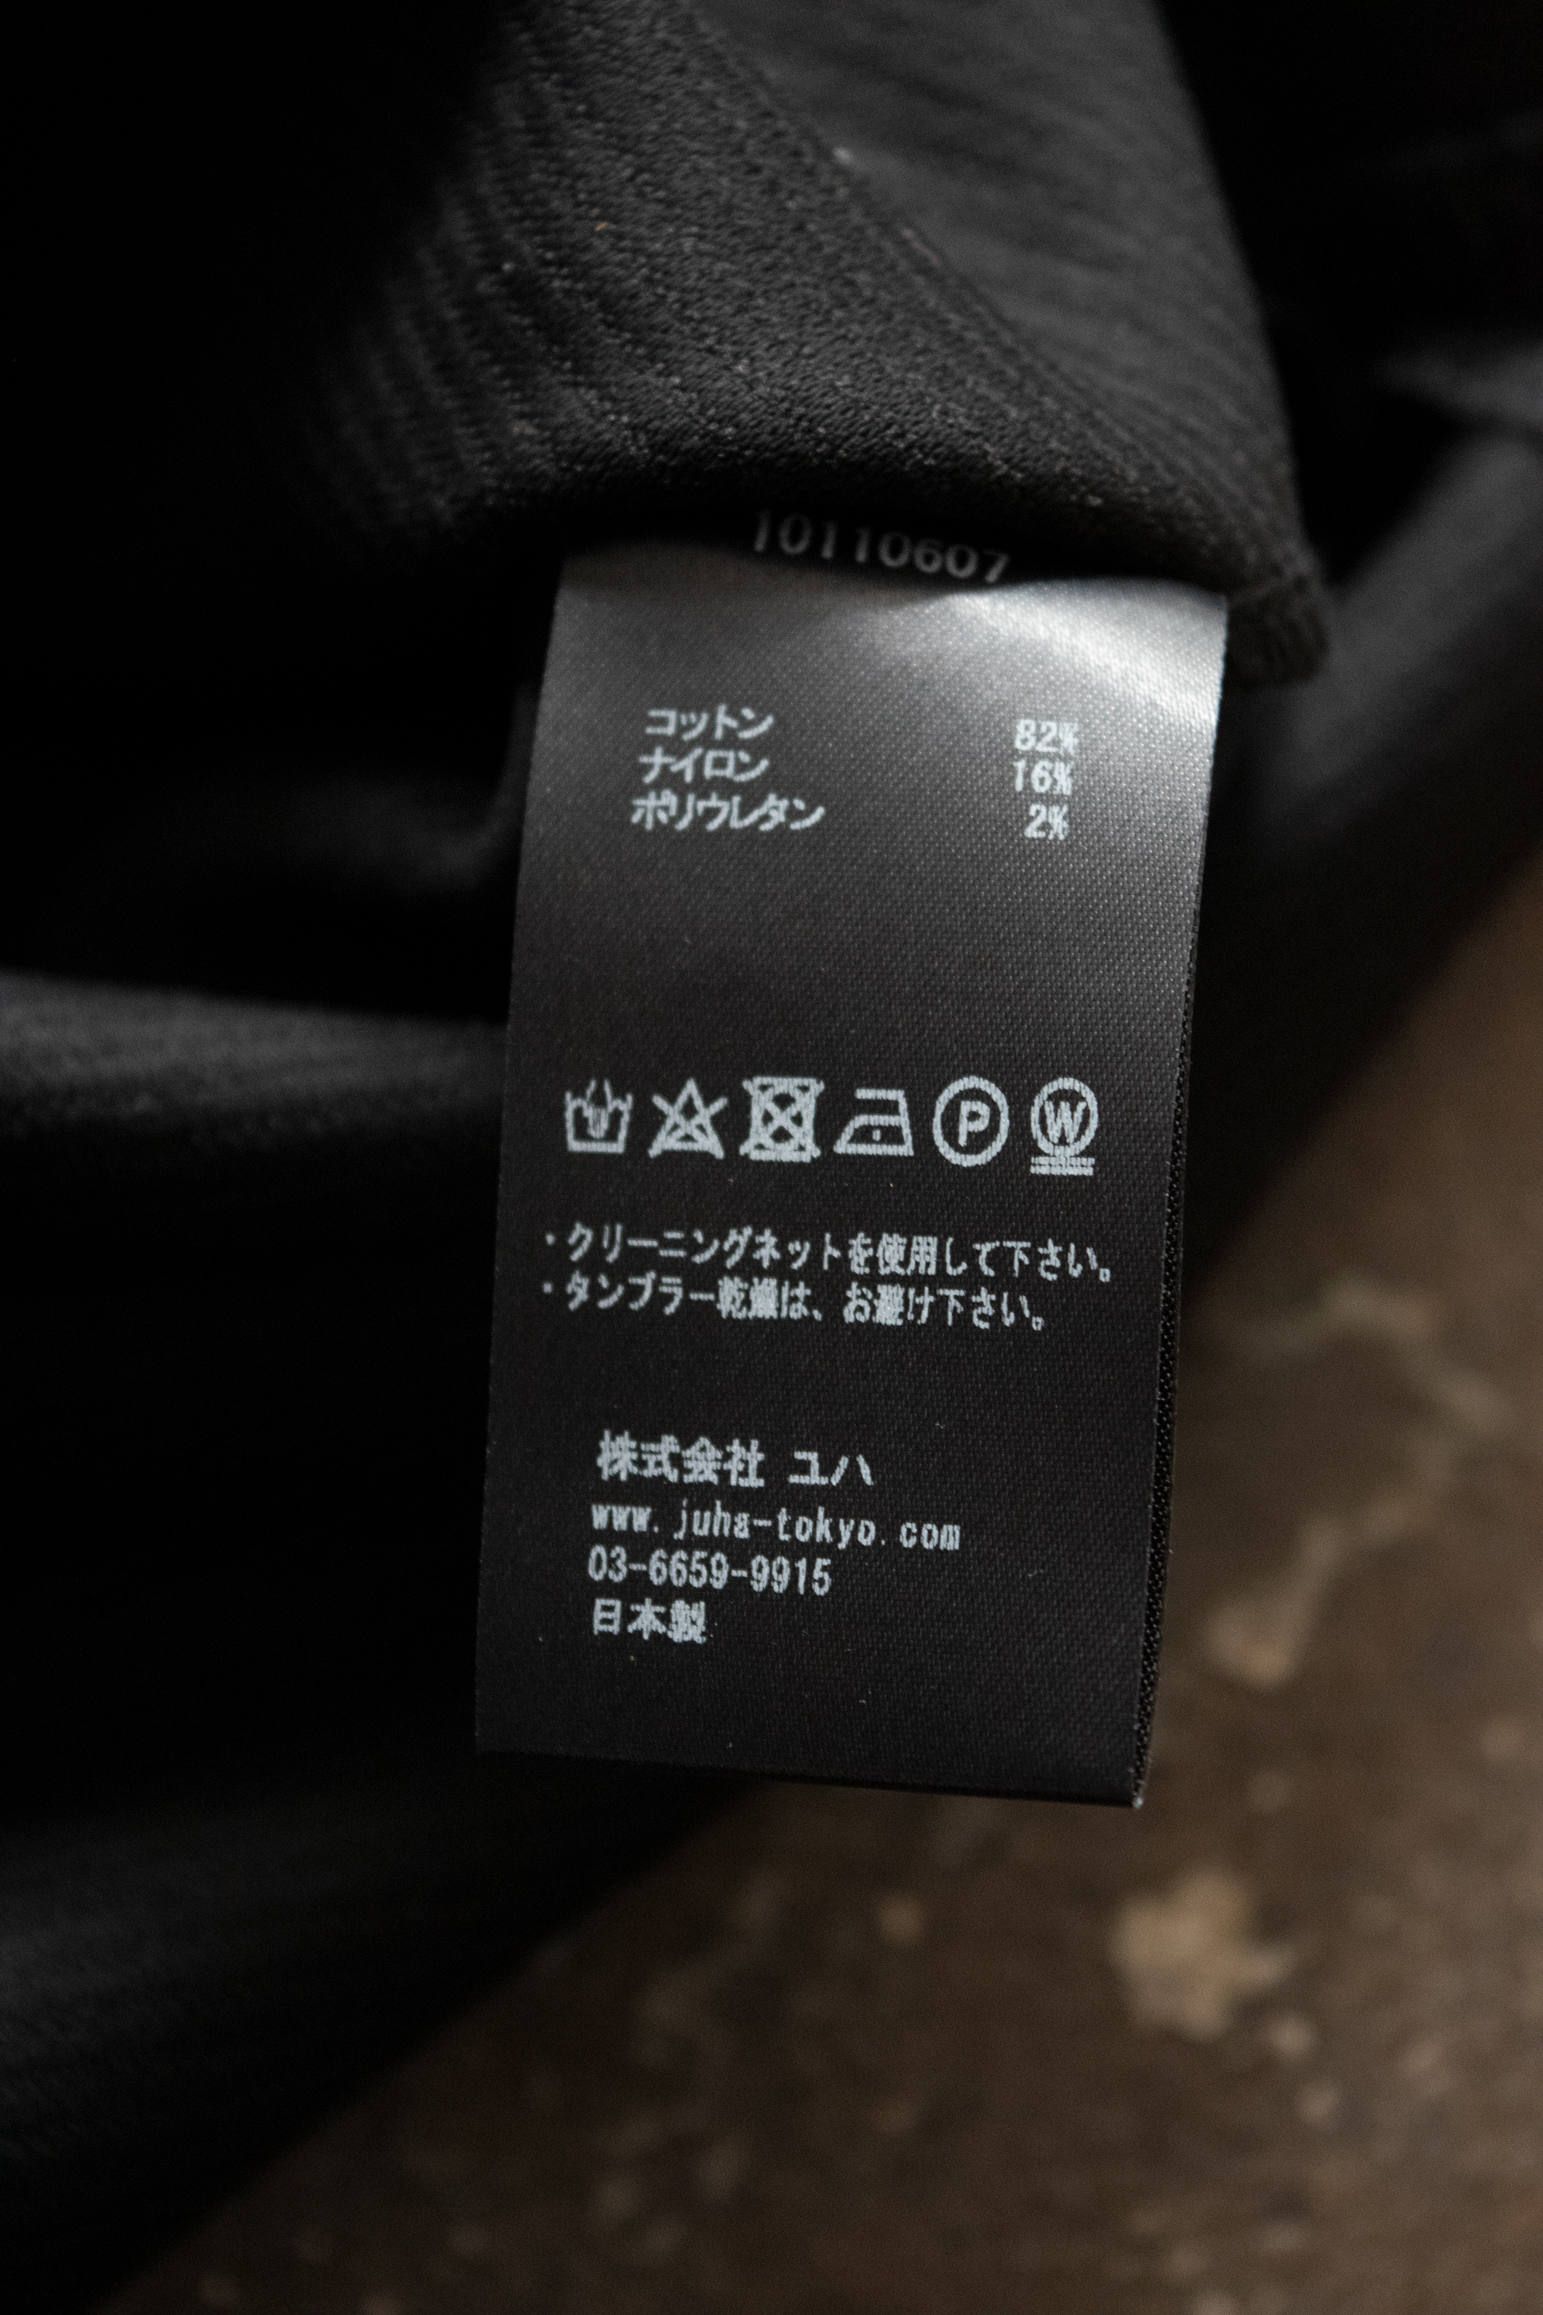 10110607
コットン 82%
ナイロン 16%
ポリウレタン 2%
P W
・クリーニングネットを使用して下さい。
・タンブラー乾燥は、お避け下さい。
株式会社 ユハ
www.juha-tokyo.com
03-6659-9915
日本製